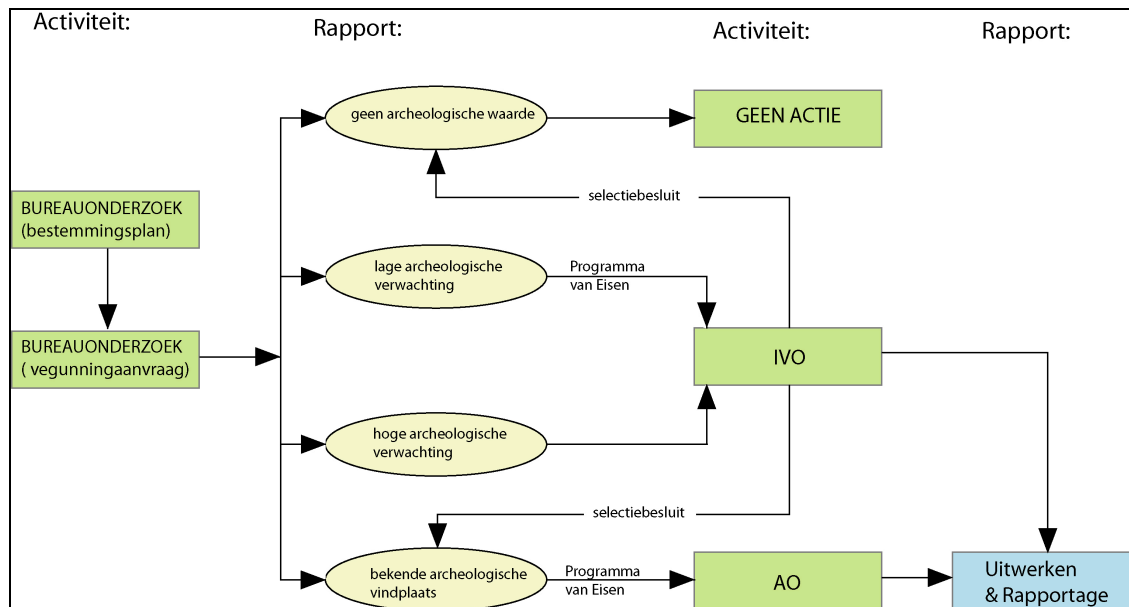 Activiteit:
Rapport:
Activiteit:
Rapport:
geen archeologische waarde
GEEN ACTIE
selectiebesluit
BUREAUONDERZOEK
(bestemmingsplan)
lage archeologische
verwachting
Programma
van Eisen
BUREAUONDERZOEK
( vegunningaanvraag)
IVO
hoge archeologische
verwachting
selectiebesluit
bekende archeologische
vindplaats
Programma
van Eisen
AO
Uitwerken
& Rapportage